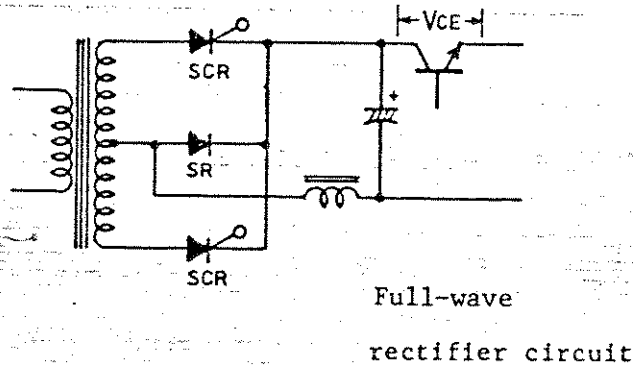 VCE
SCR
+
SR
SCR
Full-wave
rectifier circuit